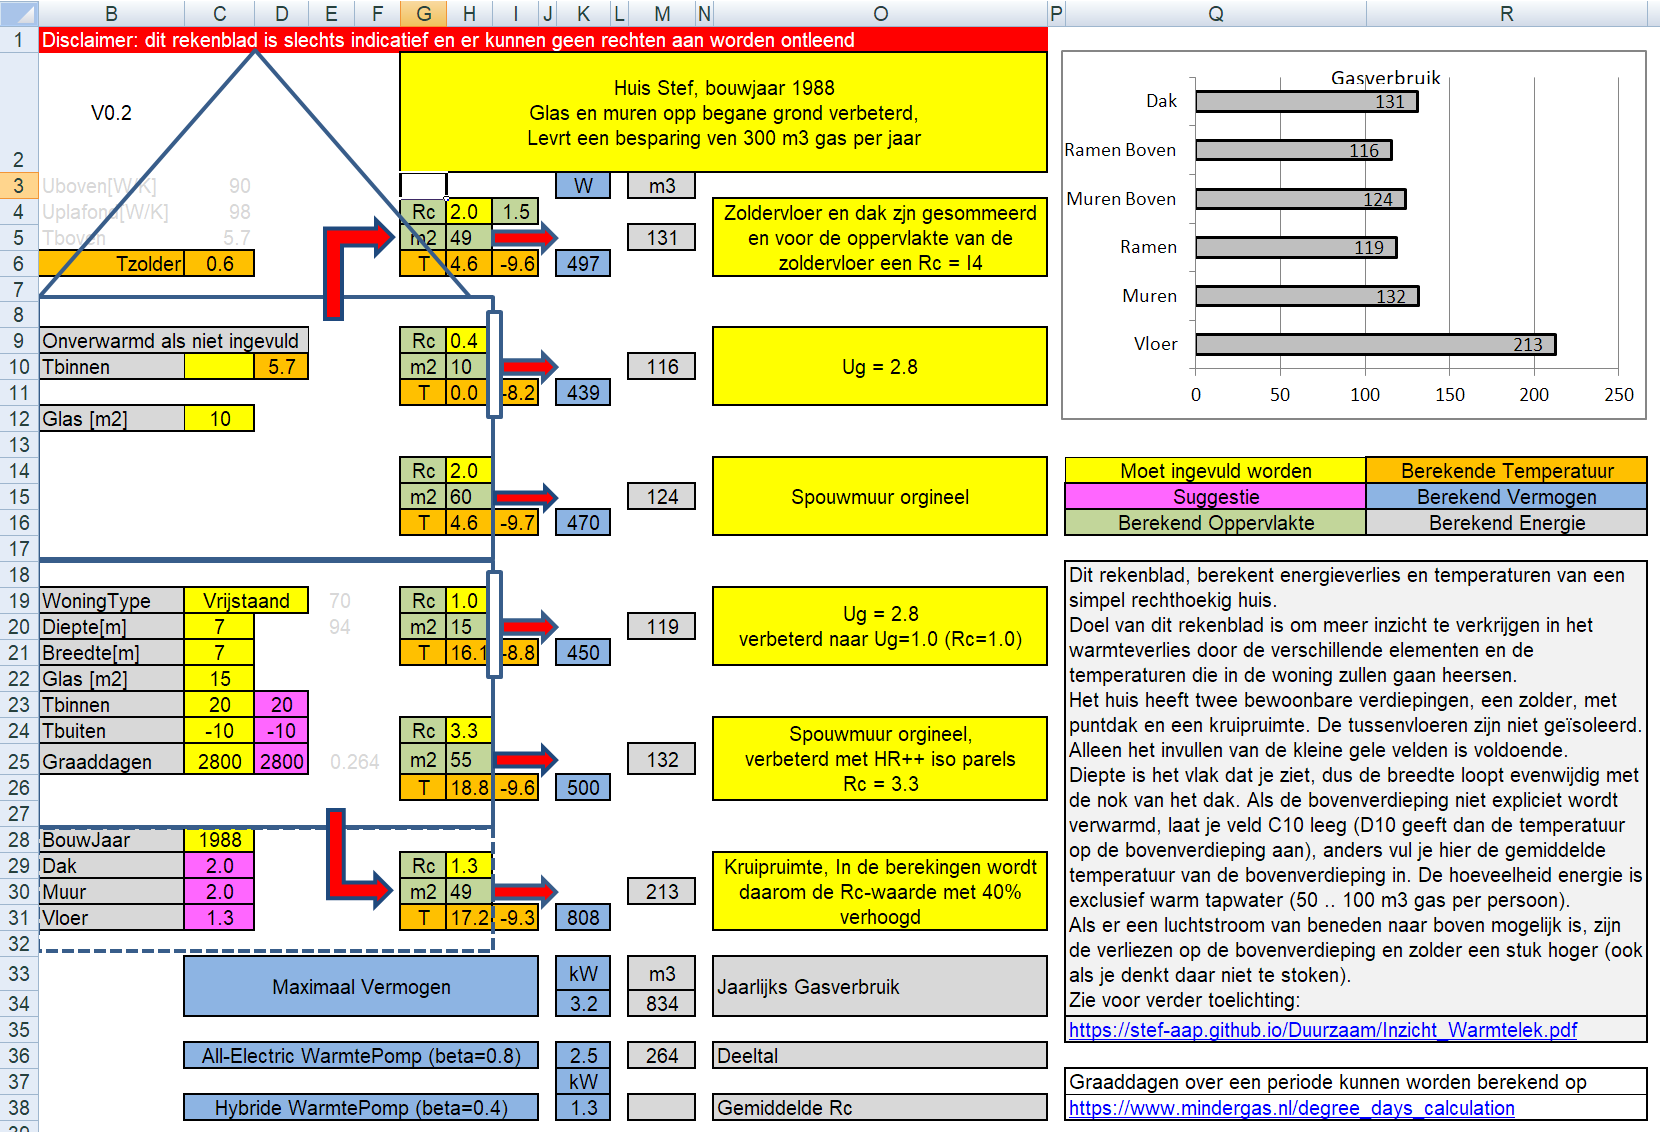 B C D E F G H I J K L M N O P Q R
1 Disclaimer: dit rekenblad is slechts indicatief en er kunnen geen rechten aan worden ontleend
2 V0.2
Huis Stef, bouwjaar 1988
Glas en muren opp begane grond verbeterd,
Levrt een besparing ven 300 m3 gas per jaar
3 Uboven[W/K] 90 W m3
4 Uplafond[W/K] 98 Rc 2.0 1.5
5 Tboven 5.7 m2 49 131
6 Tzolder 0.6 T 4.6 -9.6 497
Zoldervloer en dak zjn gesommeerd
en voor de oppervlakte van de
zoldervloer een Rc = I4
7
8
9 Onverwarmd als niet ingevuld Rc 0.4
10 Tbinnen 5.7 m2 10 116 Ug = 2.8
11 T 0.0 -8.2 439
12 Glas [m2] 10
13
14 Rc 2.0
15 m2 60 124 Spouwmuur orgineel
16 T 4.6 -9.7 470
17
18
19 WoningType Vrijstaand 70 Rc 1.0
20 Diepte[m] 7 94 m2 15 119
21 Breedte[m] 7 T 16.1 -8.8 450
Ug = 2.8
verbeterd naar Ug=1.0 (Rc=1.0)
22 Glas [m2] 15
23 Tbinnen 20 20
24 Tbuiten -10 -10 Rc 3.3
25 Graaddagen 2800 2800 0.264 m2 55 132
26 T 18.8 -9.6 500
Spouwmuur orgineel,
verbeterd met HR++ iso parels
Rc = 3.3
27
28 BouwJaar 1988
29 Dak 2.0 Rc 1.3
30 Muur 2.0 m2 49 213
31 Vloer 1.3 T 17.2 -9.3 808
Kruipruimte, In de berekingen wordt
daarom de Rc-waarde met 40%
verhoogd
32
33 Maximaal Vermogen kW m3 Jaarlijks Gasverbruik
34 3.2 834
35
36 All-Electric WarmtePomp (beta=0.8) 2.5 264 Deeltal
37 kW
38 Hybride WarmtePomp (beta=0.4) 1.3 Gemiddelde Rc
39
Gasverbruik
Dak 131
Ramen Boven 116
Muren Boven 124
Ramen 119
Muren 132
Vloer 213
0 50 100 150 200 250
Moet ingevuld worden Berekende Temperatuur
Suggestie Berekend Vermogen
Berekend Oppervlakte Berekend Energie
Dit rekenblad, berekent energieverlies en temperaturen van een
simpel rechthoekig huis.
Doel van dit rekenblad is om meer inzicht te verkrijgen in het
warmteverlies door de verschillende elementen en de
temperaturen die in de woning zullen gaan heersen.
Het huis heeft twee bewoonbare verdiepingen, een zolder, met
puntdak en een kruipruimte. De tussenvloeren zijn niet geïsoleerd.
Alleen het invullen van de kleine gele velden is voldoende.
Diepte is het vlak dat je ziet, dus de breedte loopt evenwijdig met
de nok van het dak. Als de bovenverdieping niet expliciet wordt
verwarmd, laat je veld C10 leeg (D10 geeft dan de temperatuur
op de bovenverdieping aan), anders vul je hier de gemiddelde
temperatuur van de bovenverdieping in. De hoeveelheid energie is
exclusief warm tapwater (50 .. 100 m3 gas per persoon).
Als er een luchtstroom van beneden naar boven mogelijk is, zijn
de verliezen op de bovenverdieping en zolder een stuk hoger (ook
als je denkt daar niet te stoken).
Zie voor verder toelichting:
https://stef-aap.github.io/Duurzaam/Inzicht_Warmtelek.pdf
Graaddagen over een periode kunnen worden berekend op
https://www.mindergas.nl/degree_days_calculation